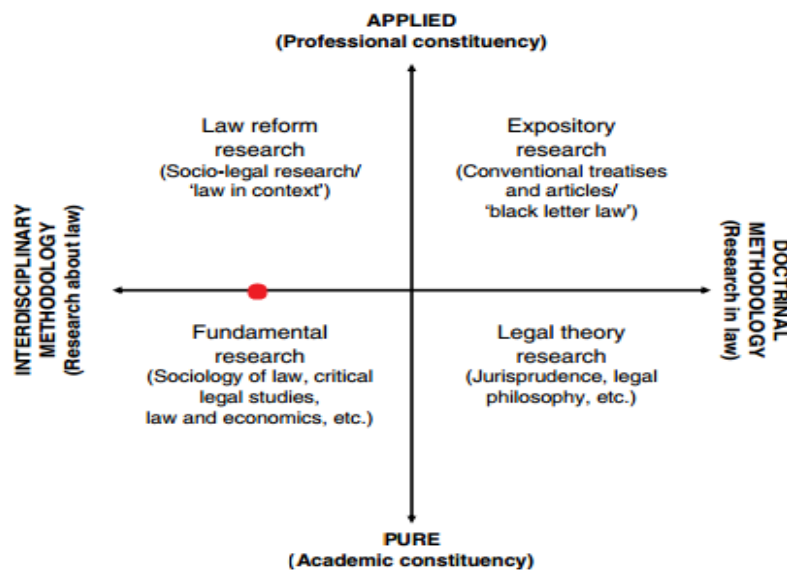 APPLIED
(Professional constituency)
Law reform
research
(Socio-legal research/
‘law in context’)
Expository
research
(Conventional treatises
and articles/
‘black letter law’)
INTERDISCIPLINARY
METHODOLOGY
(Research about law)
DOCTRINAL
METHODOLOGY
(Research in law)
Fundamental
research
(Sociology of law, critical
legal studies,
law and economics, etc.)
Legal theory
research
(Jurisprudence, legal
philosophy, etc.)
PURE
(Academic constituency)